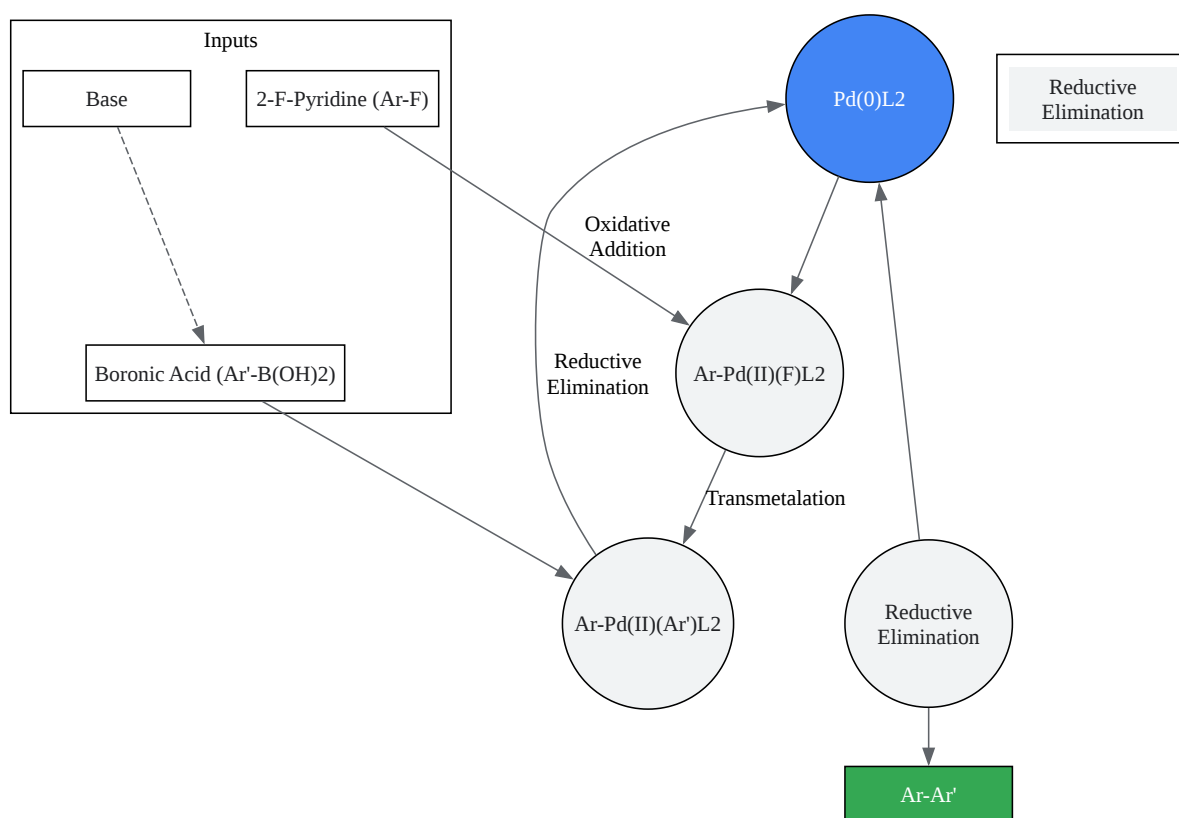 Inputs
Base
2-F-Pyridine (Ar-F)
Pd(0)L2
Reductive
Elimination
Oxidative
Addition
Boronic Acid (Ar'-B(OH)2)
Reductive
Elimination
Ar-Pd(II)(F)L2
Transmetalation
Ar-Pd(II)(Ar')L2
Reductive
Elimination
Ar-Ar'